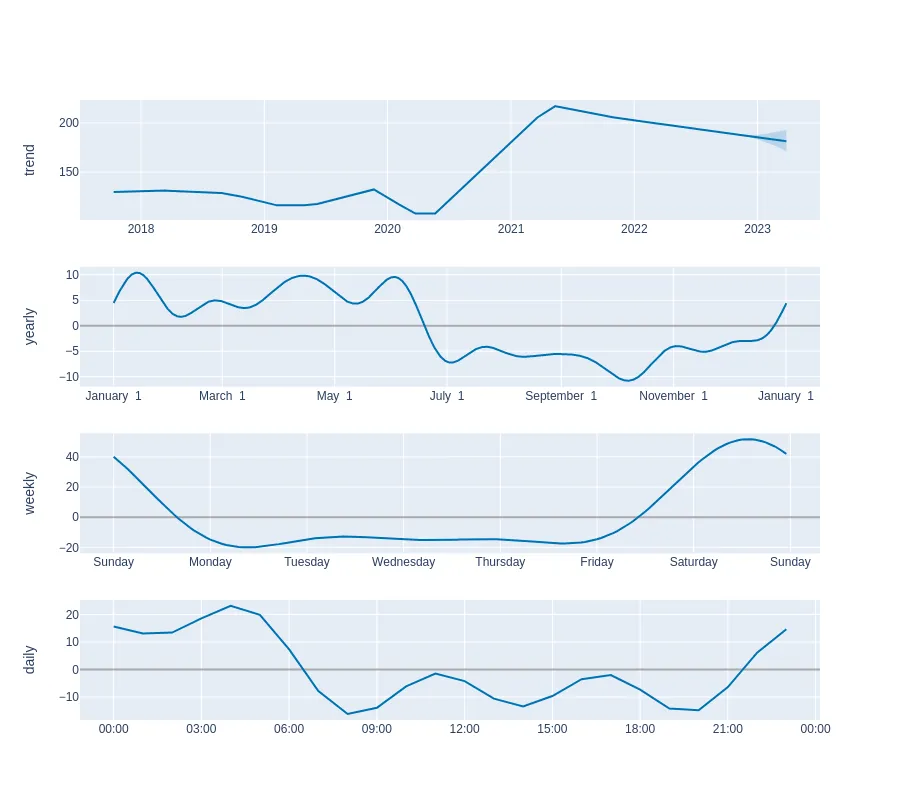 trend
200
150
2018 2019 2020 2021 2022 2023
yearly
10
5
0
−5
−10
January 1 March 1 May 1 July 1 September 1 November 1 January 1
weekly
40
20
0
−20
Sunday Monday Tuesday Wednesday Thursday Friday Saturday Sunday
daily
20
10
0
−10
00:00 03:00 06:00 09:00 12:00 15:00 18:00 21:00 00:00